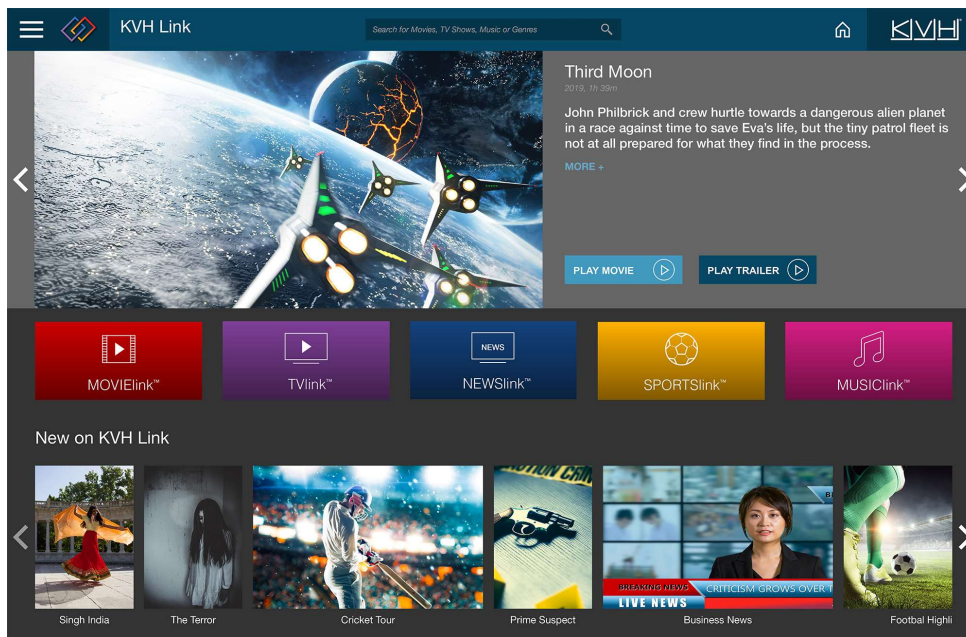 KVH Link
Search for Movies, TV Shows, Music or Genres
KVH
Third Moon
2019, 1h 39m
John Philbrick and crew hurtle towards a dangerous alien planet
in a race against time to save Eva's life, but the tiny patrol fleet is
not at all prepared for what they find in the process.
MORE +
PLAY MOVIE
PLAY TRAILER
NEWS
MOVIElink™
TVlink™
NEWSlink™
SPORTSlink™
MUSIClink™
New on KVH Link
BREAKING NEWS
CRITICISM GROWS OVER
LIVE NEWS
Singh India
The Terror
Cricket Tour
Prime Suspect
Business News
Footbal Highli